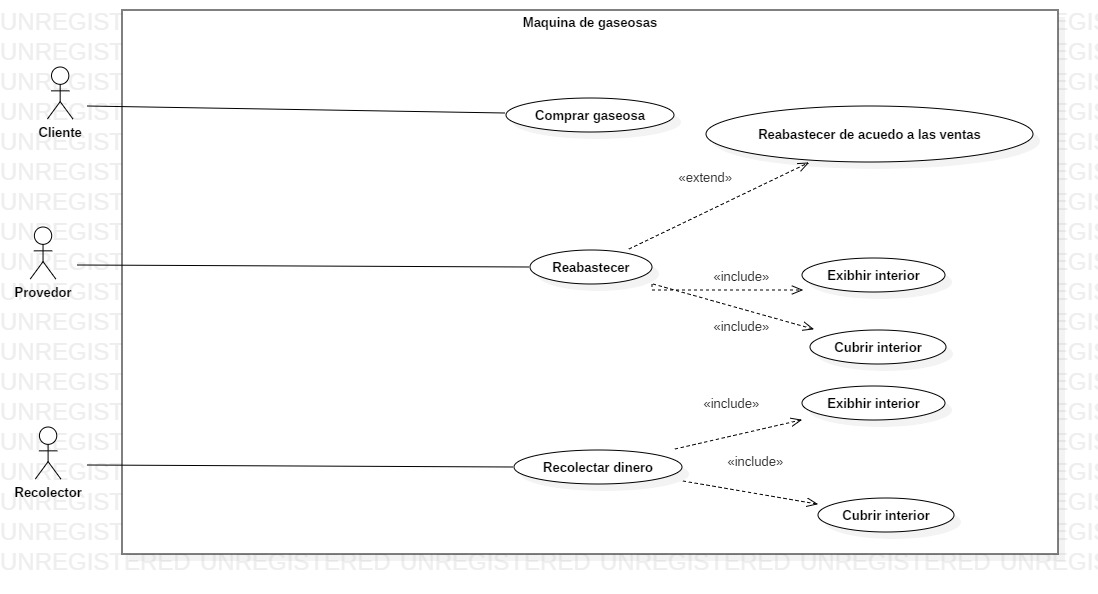 Maquina de gaseosas
Cliente
Comprar gaseosa
Reabastecer de acuedo a las ventas
«extend»
Provedor
Reabastecer
«include»
Exibhir interior
«include»
Cubrir interior
«include»
Exibhir interior
Recolector
Recolectar dinero
«include»
Cubrir interior
UNREGISTERED UNREGISTERED UNREGISTERED UNREGISTERED UNREGISTERED UNREGIS